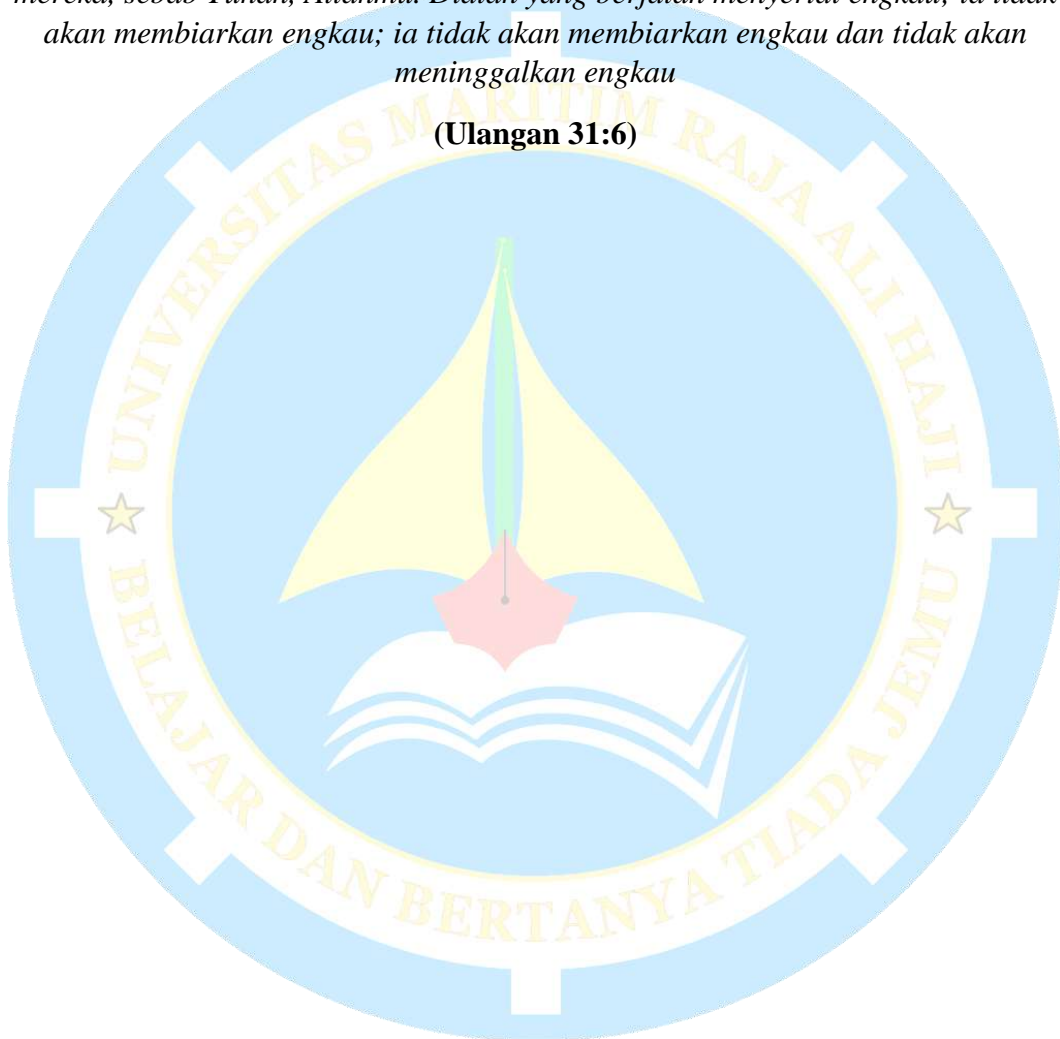 mereka, sebab Tuhan, Allahmu. Dialah yang berjalan menyertai engkau; ia tidak
akan membiarkan engkau; ia tidak akan membiarkan engkau dan tidak akan
meninggalkan engkau
(Ulangan 31:6)
UNIVERSITAS MARITIM RAJA ALI HAJI
BELAJAR DAN BERTANYA TIADA JEMU